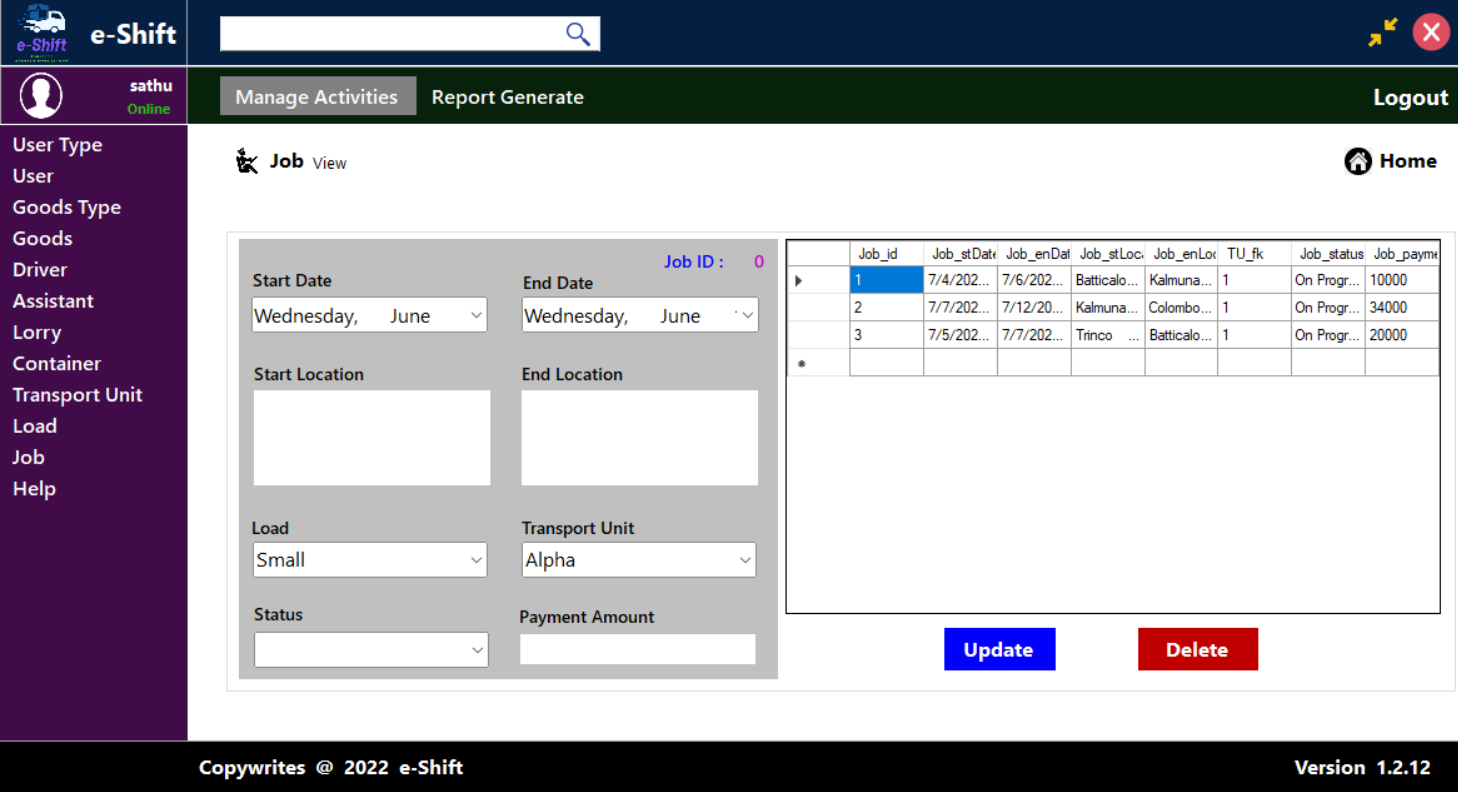 e-Shift
e-Shift
sathu
Online
Manage Activities
Report Generate
Logout
User Type
User
Goods Type
Goods
Driver
Assistant
Lorry
Container
Transport Unit
Load
Job
Help
Job View
Home
Job ID : 0
Start Date
End Date
Wednesday, June
Wednesday, June
Start Location
End Location
Load
Transport Unit
Small
Alpha
Status
Payment Amount
Job_id Job_stDate Job_enDat Job_stLoc Job_enLoc TU_fk Job_status Job_payme
1 7/4/202... 7/6/202... Batticalo... Kalmuna... 1 On Progr... 10000
2 7/7/202... 7/12/20... Kalmuna... Colombo... 1 On Progr... 34000
3 7/5/202... 7/7/202... Trinco ... Batticalo... 1 On Progr... 20000
Update
Delete
Copywrites @ 2022 e-Shift
Version 1.2.12